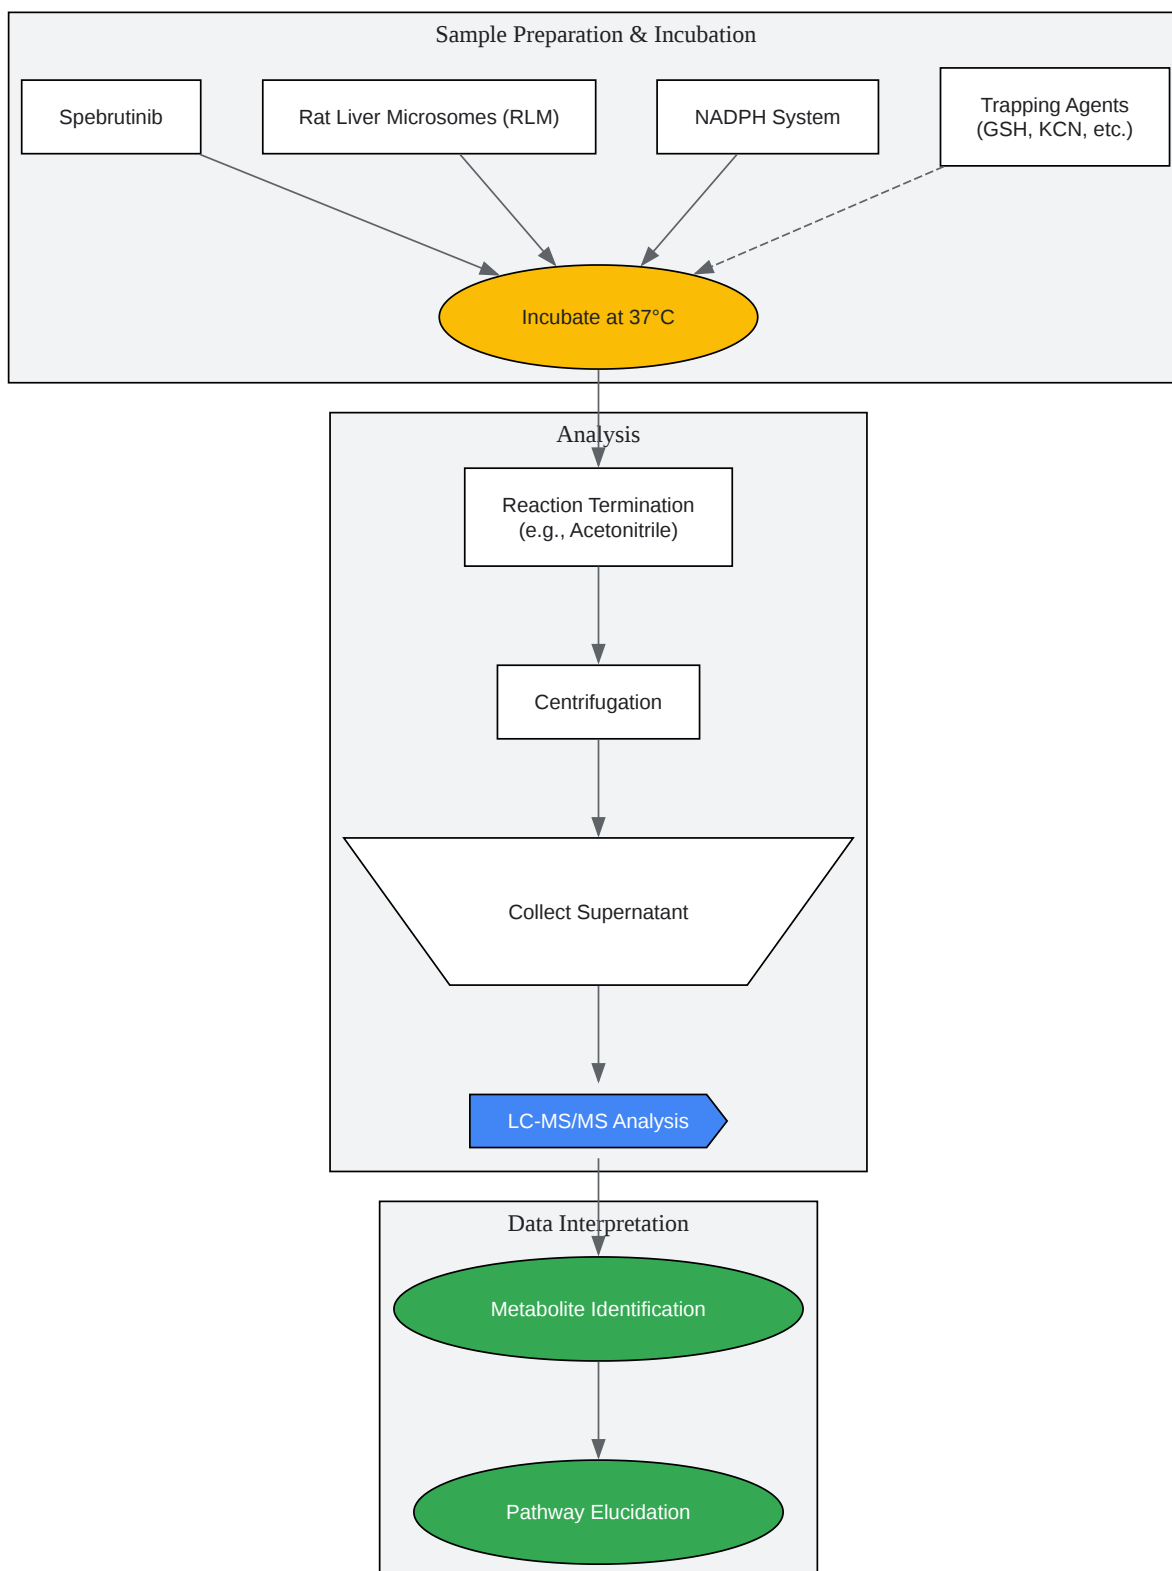 Sample Preparation & Incubation
Spebrutinib
Rat Liver Microsomes (RLM)
NADPH System
Trapping Agents
(GSH, KCN, etc.)
Incubate at 37°C
Analysis
Reaction Termination
(e.g., Acetonitrile)
Centrifugation
Collect Supernatant
LC-MS/MS Analysis
Data Interpretation
Metabolite Identification
Pathway Elucidation